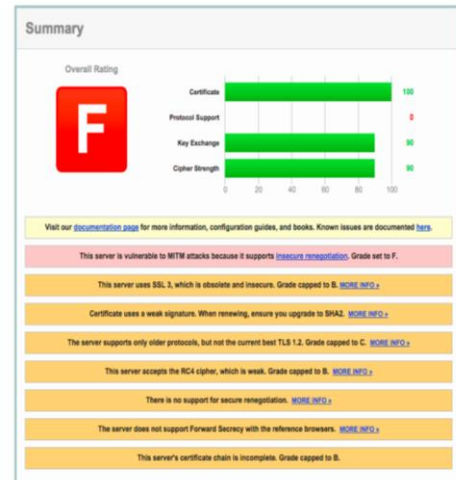 Summary
Overall Rating
F
Certificate 100
Protocol Support 0
Key Exchange 90
Cipher Strength 90
0 20 40 60 80 100
Visit our documentation page for more information, configuration guides, and books. Known issues are documented here.
This server is vulnerable to MITM attacks because it supports insecure renegotiation. Grade set to F.
This server uses SSL 3, which is obsolete and insecure. Grade capped to B. MORE INFO »
Certificate uses a weak signature. When renewing, ensure you upgrade to SHA2. MORE INFO »
The server supports only older protocols, but not the current best TLS 1.2. Grade capped to C. MORE INFO »
This server accepts the RC4 cipher, which is weak. Grade capped to B. MORE INFO »
There is no support for secure renegotiation. MORE INFO »
The server does not support Forward Secrecy with the reference browsers. MORE INFO »
This server's certificate chain is incomplete. Grade capped to B.